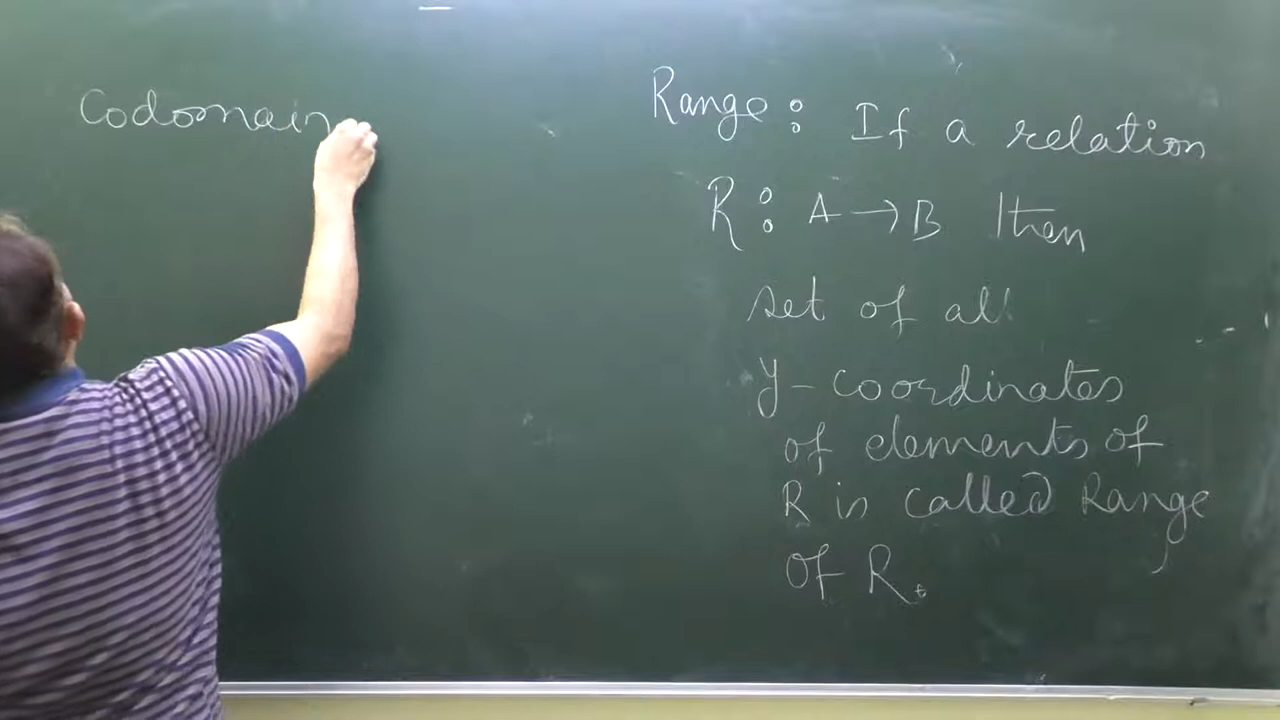 Codomain
Range: If a relation
R: A → B then
set of all
y-coordinates
of elements of
R is called Range
of R.